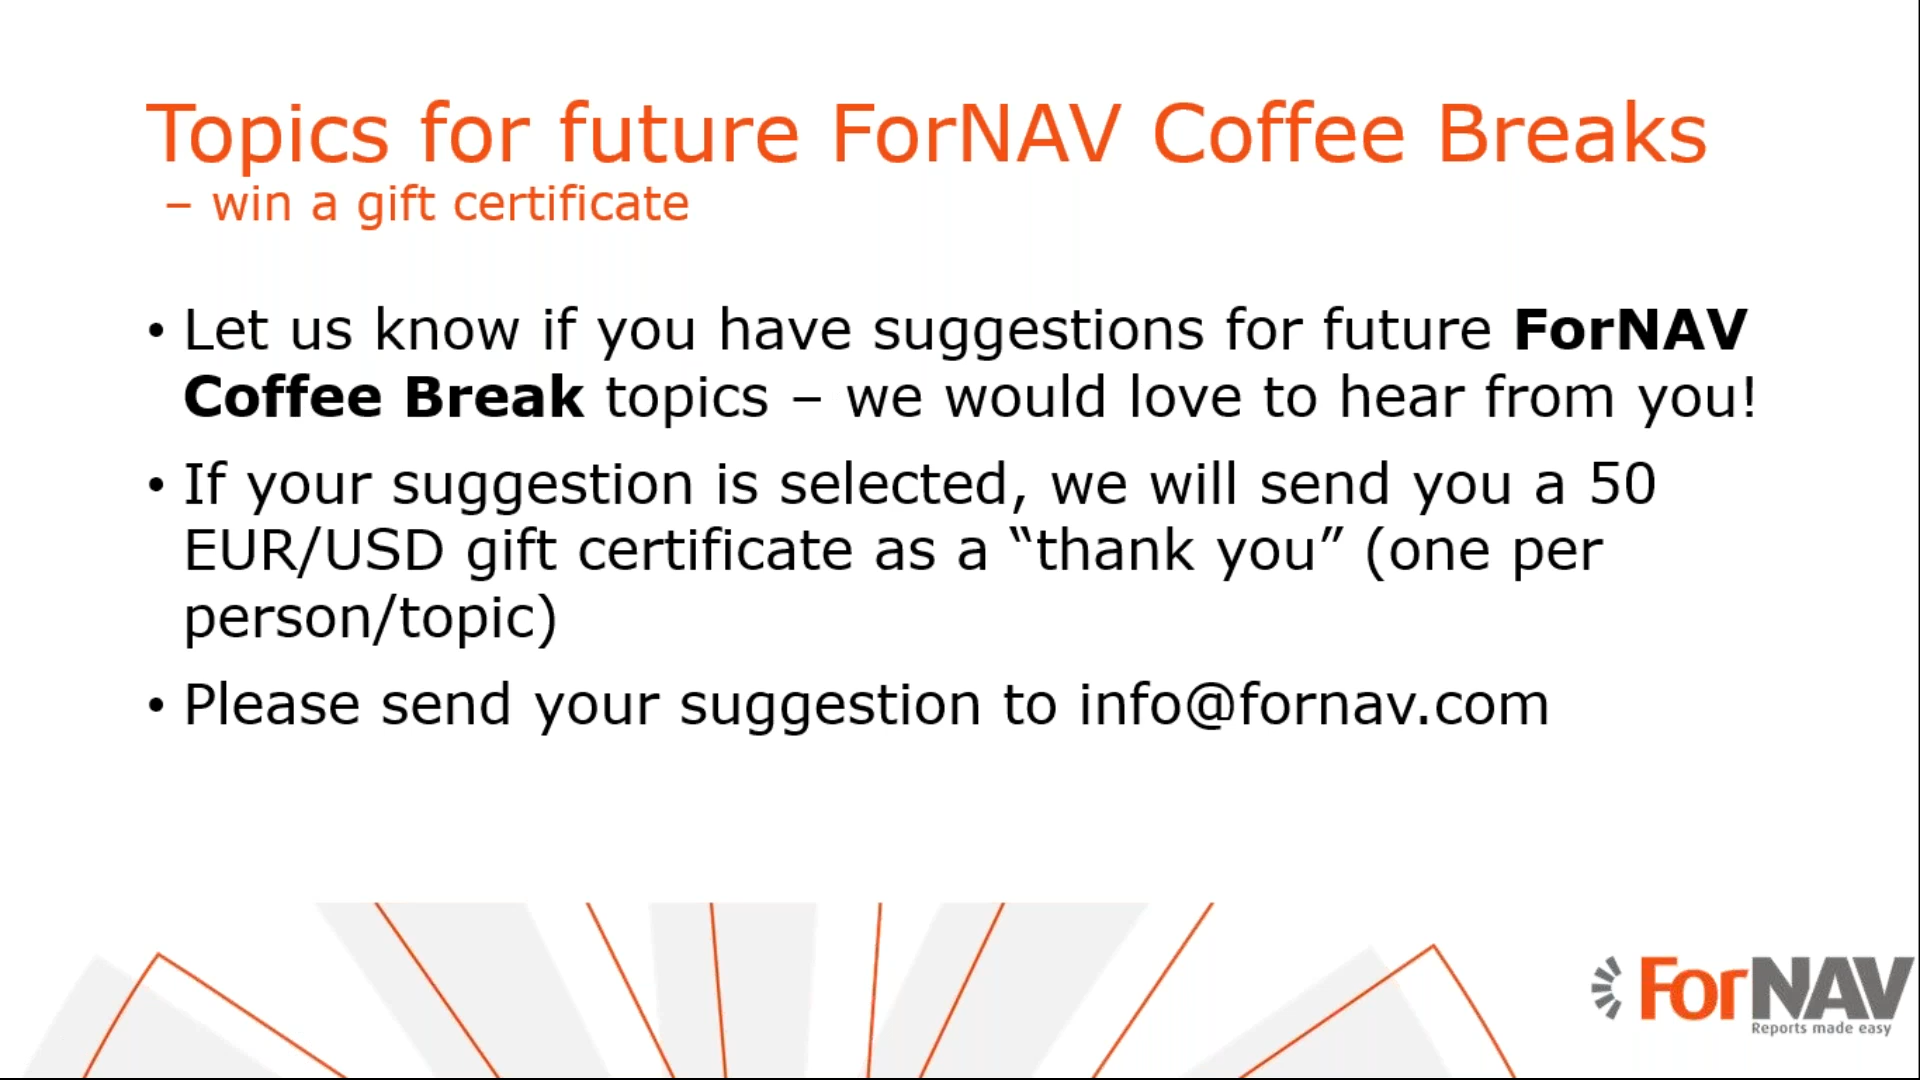 Topics for future ForNAV Coffee Breaks
– win a gift certificate
• Let us know if you have suggestions for future ForNAV
Coffee Break topics – we would love to hear from you!
• If your suggestion is selected, we will send you a 50
EUR/USD gift certificate as a “thank you” (one per
person/topic)
• Please send your suggestion to info@fornav.com
ForNAV
Reports made easy